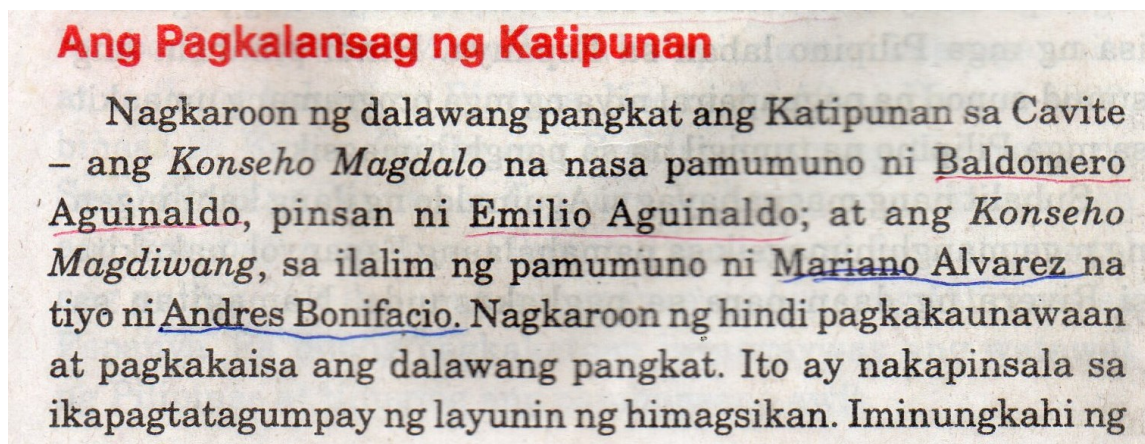 Ang Pagkalansag ng Katipunan
Nagkaroon ng dalawang pangkat ang Katipunan sa Cavite
– ang Konseho Magdalo na nasa pamumuno ni Baldomero
Aguinaldo, pinsan ni Emilio Aguinaldo; at ang Konseho
Magdiwang, sa ilalim ng pamumuno ni Mariano Alvarez na
tiyo ni Andres Bonifacio. Nagkaroon ng hindi pagkakaunawaan
at pagkakaisa ang dalawang pangkat. Ito ay nakapinsala sa
ikapagtatagumpay ng layunin ng himagsikan. Iminungkahi ng